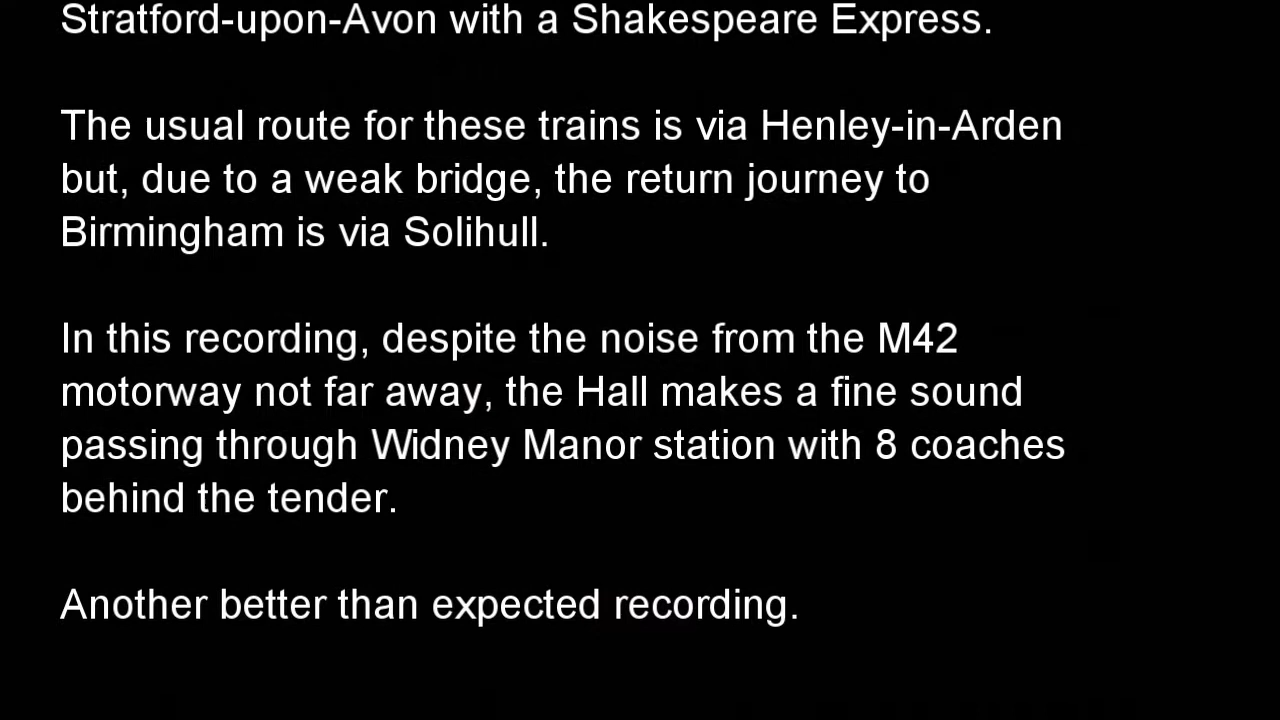 Stratford-upon-Avon with a Shakespeare Express.
The usual route for these trains is via Henley-in-Arden
but, due to a weak bridge, the return journey to
Birmingham is via Solihull.
In this recording, despite the noise from the M42
motorway not far away, the Hall makes a fine sound
passing through Widney Manor station with 8 coaches
behind the tender.
Another better than expected recording.